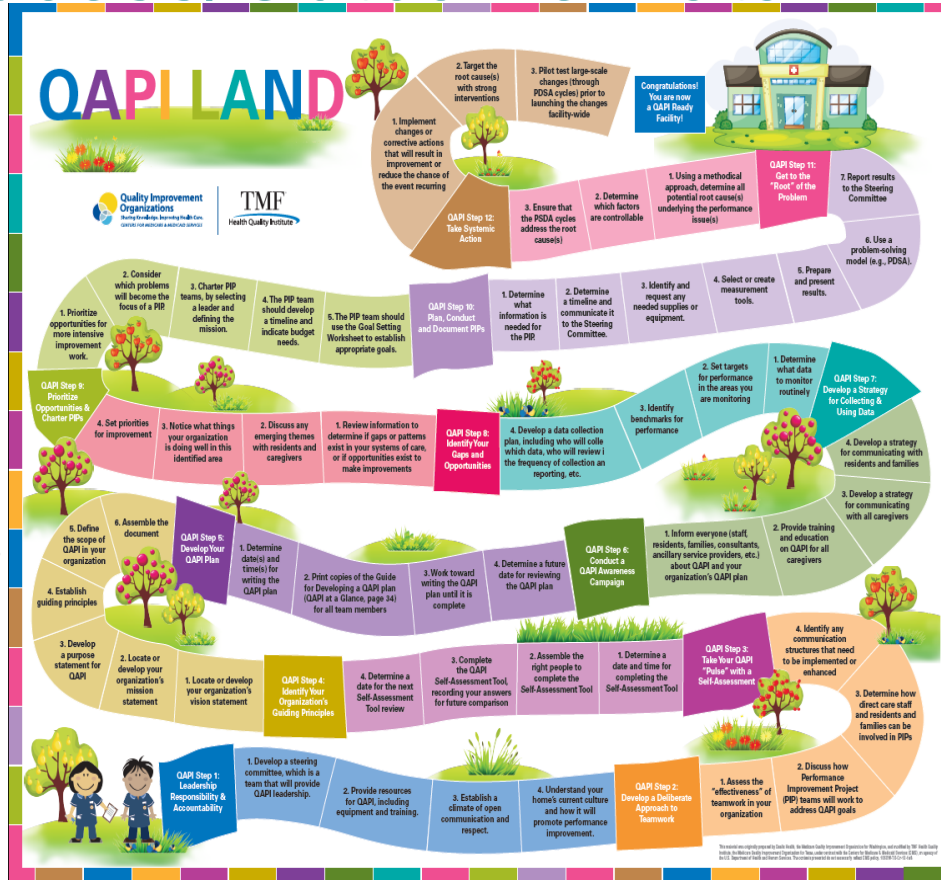 QAPI LAND
Quality Improvement
Organizations
Sharing Knowledge. Improving Health Care.
CENTERS FOR MEDICARE & MEDICAID SERVICES
TMF
Health Quality Institute
Congratulations!
You are now
a QAPI Ready
Facility!
QAPI Step 1:
Leadership
Responsibility &
Accountability
1. Develop a steering
committee, which is a
team that will provide
QAPI leadership.
2. Provide resources
for QAPI, including
equipment and training.
3. Establish a
climate of open
communication and
respect.
4. Understand your
home's current culture
and how it will
promote performance
improvement.
QAPI Step 2:
Develop a Deliberate
Approach to
Teamwork
1. Assess the
"effectiveness" of
teamwork in your
organization
2. Discuss how
Performance
Improvement Project
(PIP) teams will work to
address QAPI goals
3. Determine how
direct care staff
and residents and
families can be
involved in PIPs
4. Identify any
communication
structures that need
to be implemented or
enhanced
QAPI Step 3:
Take Your QAPI
"Pulse" with a
Self-Assessment
1. Determine a
date and time for
completing the
Self-Assessment Tool
2. Assemble the
right people to
complete the
Self-Assessment Tool
3. Complete
the QAPI
Self-Assessment Tool,
recording your answers
for future comparison
4. Determine a
date for the next
Self-Assessment
Tool review
QAPI Step 4:
Identify Your
Organization's
Guiding Principles
1. Locate or develop
your organization's
vision statement
2. Locate or
develop your
organization's
mission
statement
3. Develop
a purpose
statement for
QAPI
4. Establish
guiding principles
5. Define
the scope of
QAPI in your
organization
6. Assemble the
document
QAPI Step 5:
Develop Your
QAPI Plan
1. Determine
date(s) and
time(s) for
writing the
QAPI plan
2. Print copies of the Guide
for Developing a QAPI plan
(QAPI at a Glance, page 34)
for all team members
3. Work toward
writing the QAPI
plan until it is
complete
4. Determine a future
date for reviewing
the QAPI plan
QAPI Step 6:
Conduct a
QAPI Awareness
Campaign
1. Inform everyone (staff,
residents, families, consultants,
ancillary service providers, etc.)
about QAPI and your
organization's QAPI plan
2. Provide training
and education
on QAPI for all
caregivers
3. Develop a strategy
for communicating
with all caregivers
4. Develop a strategy
for communicating with
residents and families
QAPI Step 7:
Develop a Strategy
for Collecting &
Using Data
1. Determine
what data
to monitor
routinely
2. Set targets
for performance
in the areas you
are monitoring
3. Identify
benchmarks for
performance
4. Develop a data collection
plan, including who will colle
which data, who will review i
the frequency of collection an
reporting, etc.
QAPI Step 8:
Identify Your
Gaps and
Opportunities
1. Review information to
determine if gaps or patterns
exist in your systems of care,
or if opportunities exist to
make improvements
2. Discuss any
emerging themes
with residents and
caregivers
3. Notice what things
your organization
is doing well in this
identified area
4. Set priorities
for improvement
QAPI Step 9:
Prioritize
Opportunities &
Charter PIPs
1. Prioritize
opportunities for
more intensive
improvement
work.
2. Consider
which problems
will become the
focus of a PIP.
3. Charter PIP
teams, by selecting
a leader and
defining the
mission.
4. The PIP team
should develop
a timeline and
indicate budget
needs.
5. The PIP team should
use the Goal Setting
Worksheet to establish
appropriate goals.
QAPI Step 10:
Plan, Conduct
and Document PIPs
1. Determine
what
information is
needed for
the PIP.
2. Determine
a timeline and
communicate it
to the Steering
Committee.
3. Identify and
request any
needed supplies or
equipment.
4. Select or create
measurement
tools.
5. Prepare
and present
results.
6. Use a
problem-solving
model (e.g., PDSA).
7. Report results
to the Steering
Committee
QAPI Step 11:
Get to the
"Root" of the
Problem
1. Using a methodical
approach, determine all
potential root cause(s)
underlying the performance
issue(s)
2. Determine
which factors
are controllable
3. Ensure that
the PSDA cycles
address the root
cause(s)
QAPI Step 12:
Take Systemic
Action
1. Implement
changes or
corrective actions
that will result in
improvement or
reduce the chance of
the event recurring
2. Target the
root cause(s)
with strong
interventions
3. Pilot test large-scale
changes (through
PDSA cycles) prior to
launching the changes
facility-wide